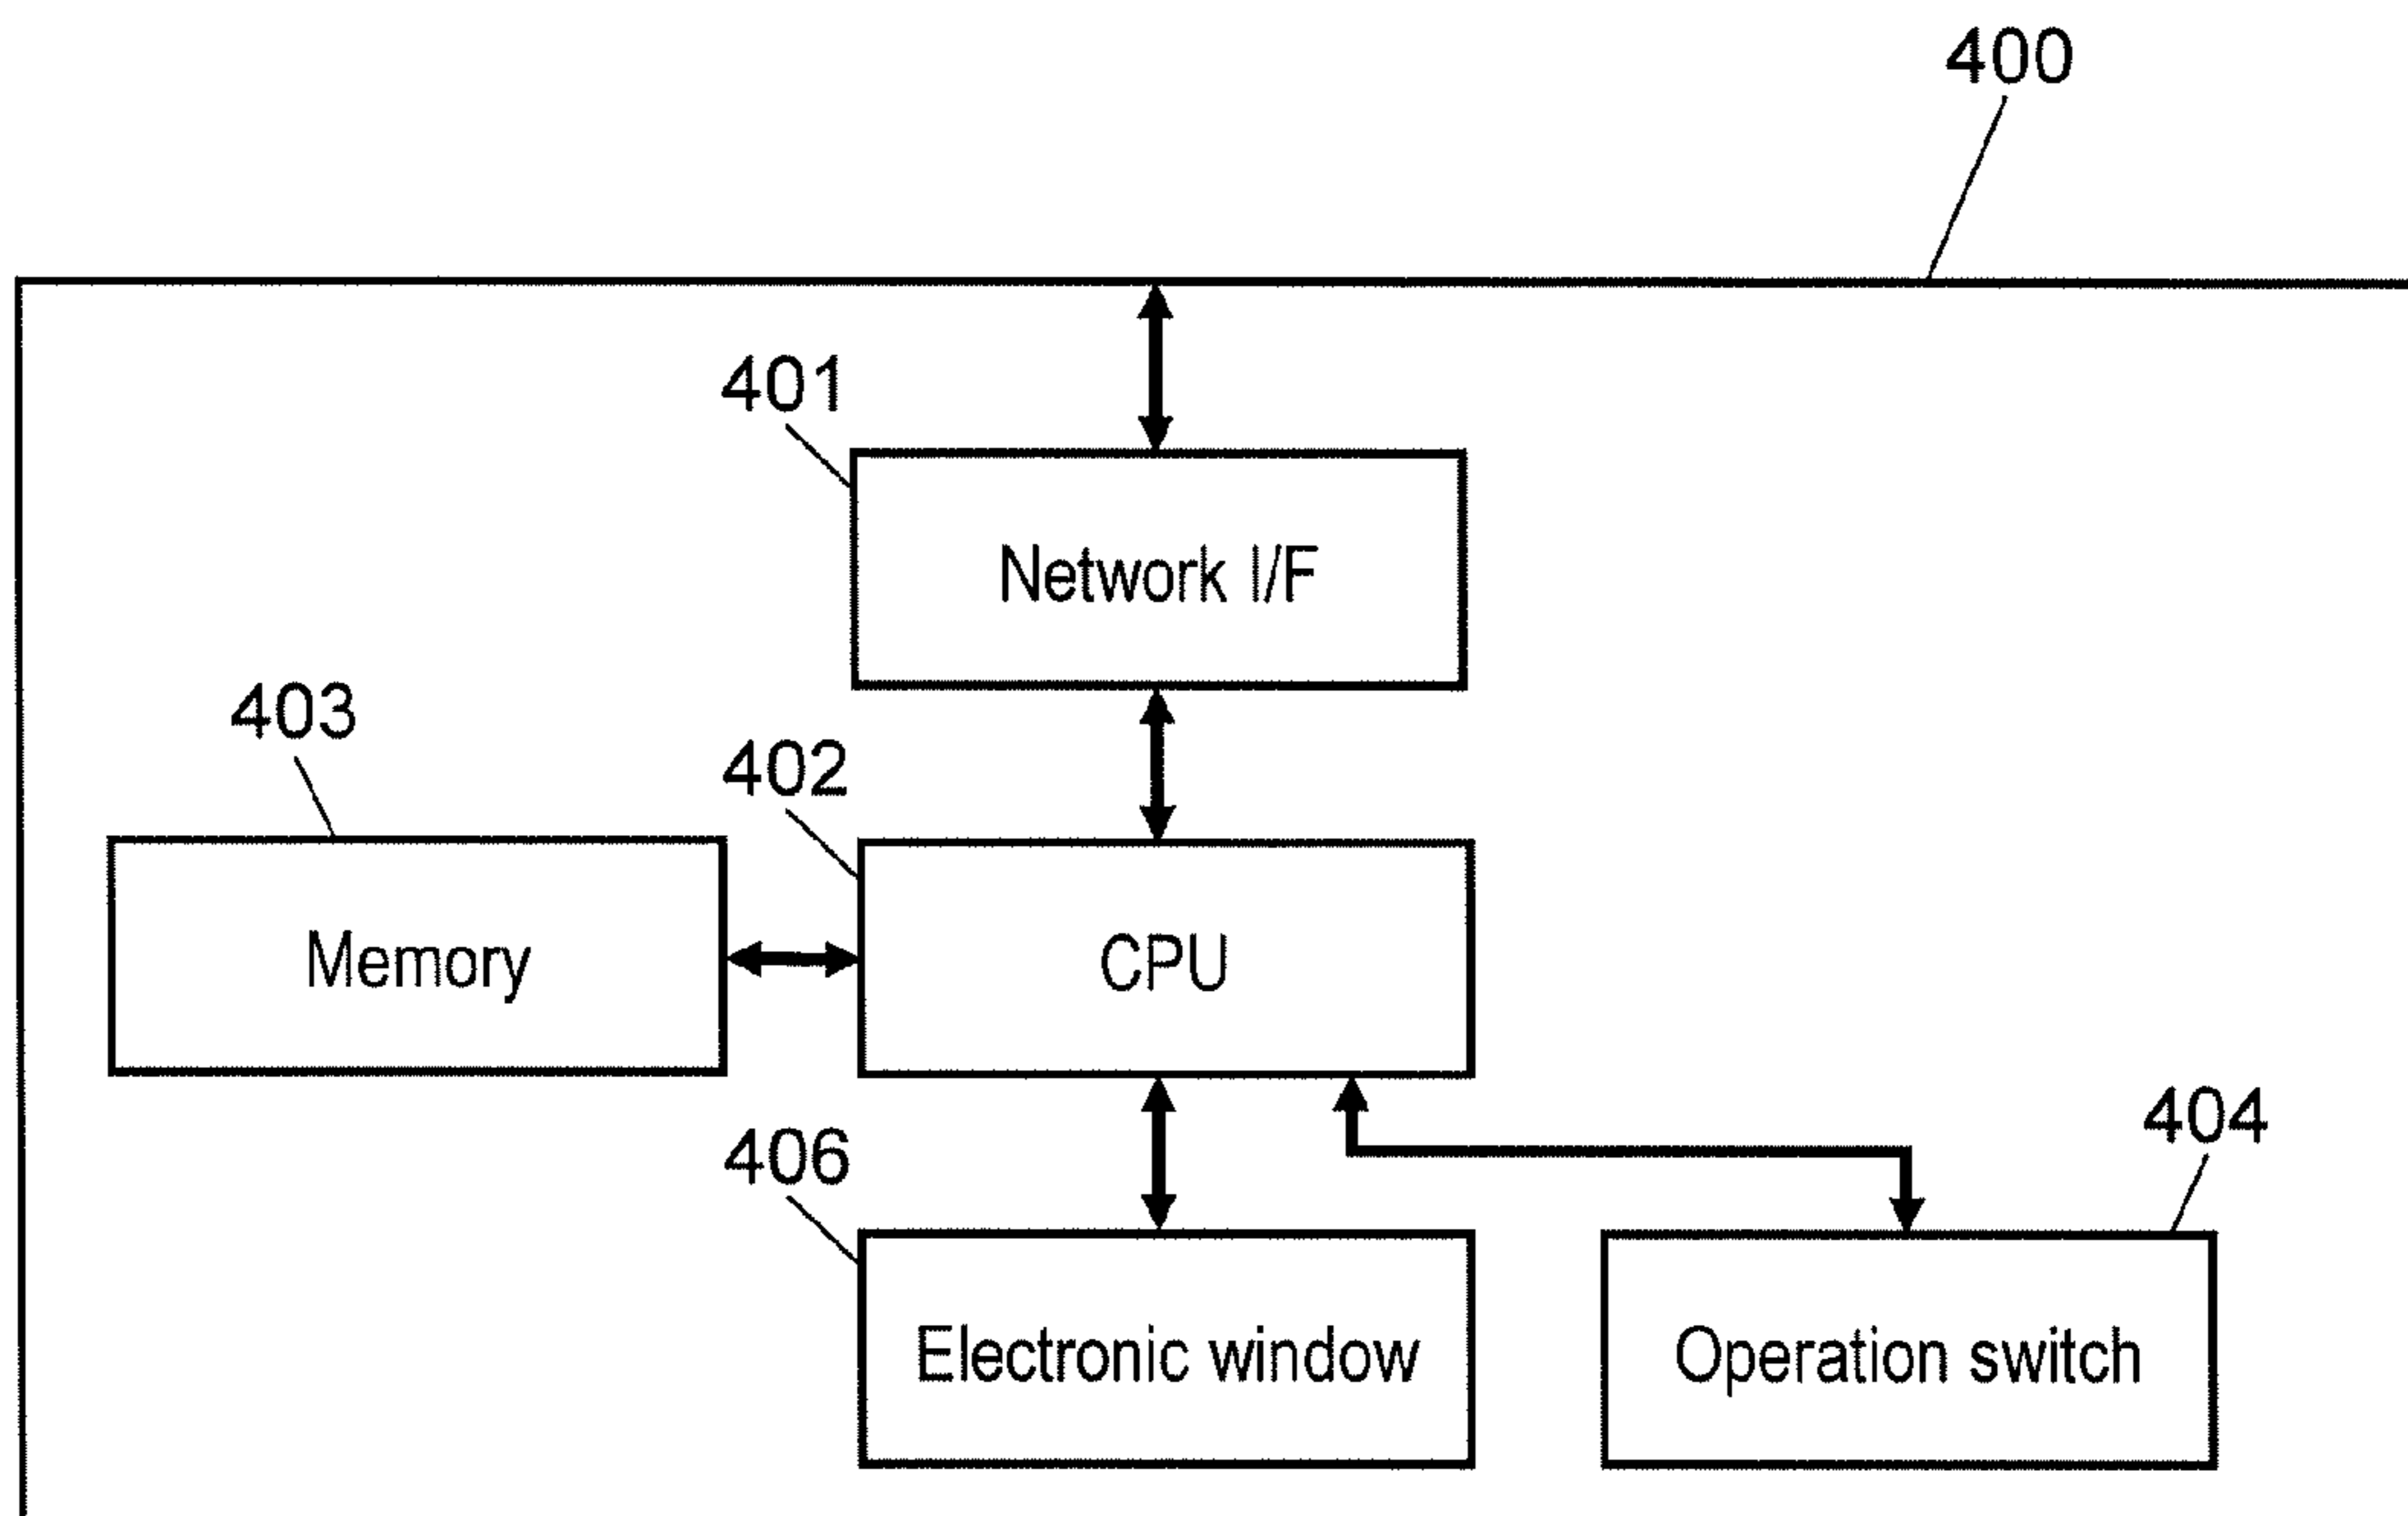 400
401
Network I/F
403
402
Memory
CPU
406
404
Electronic window
Operation switch